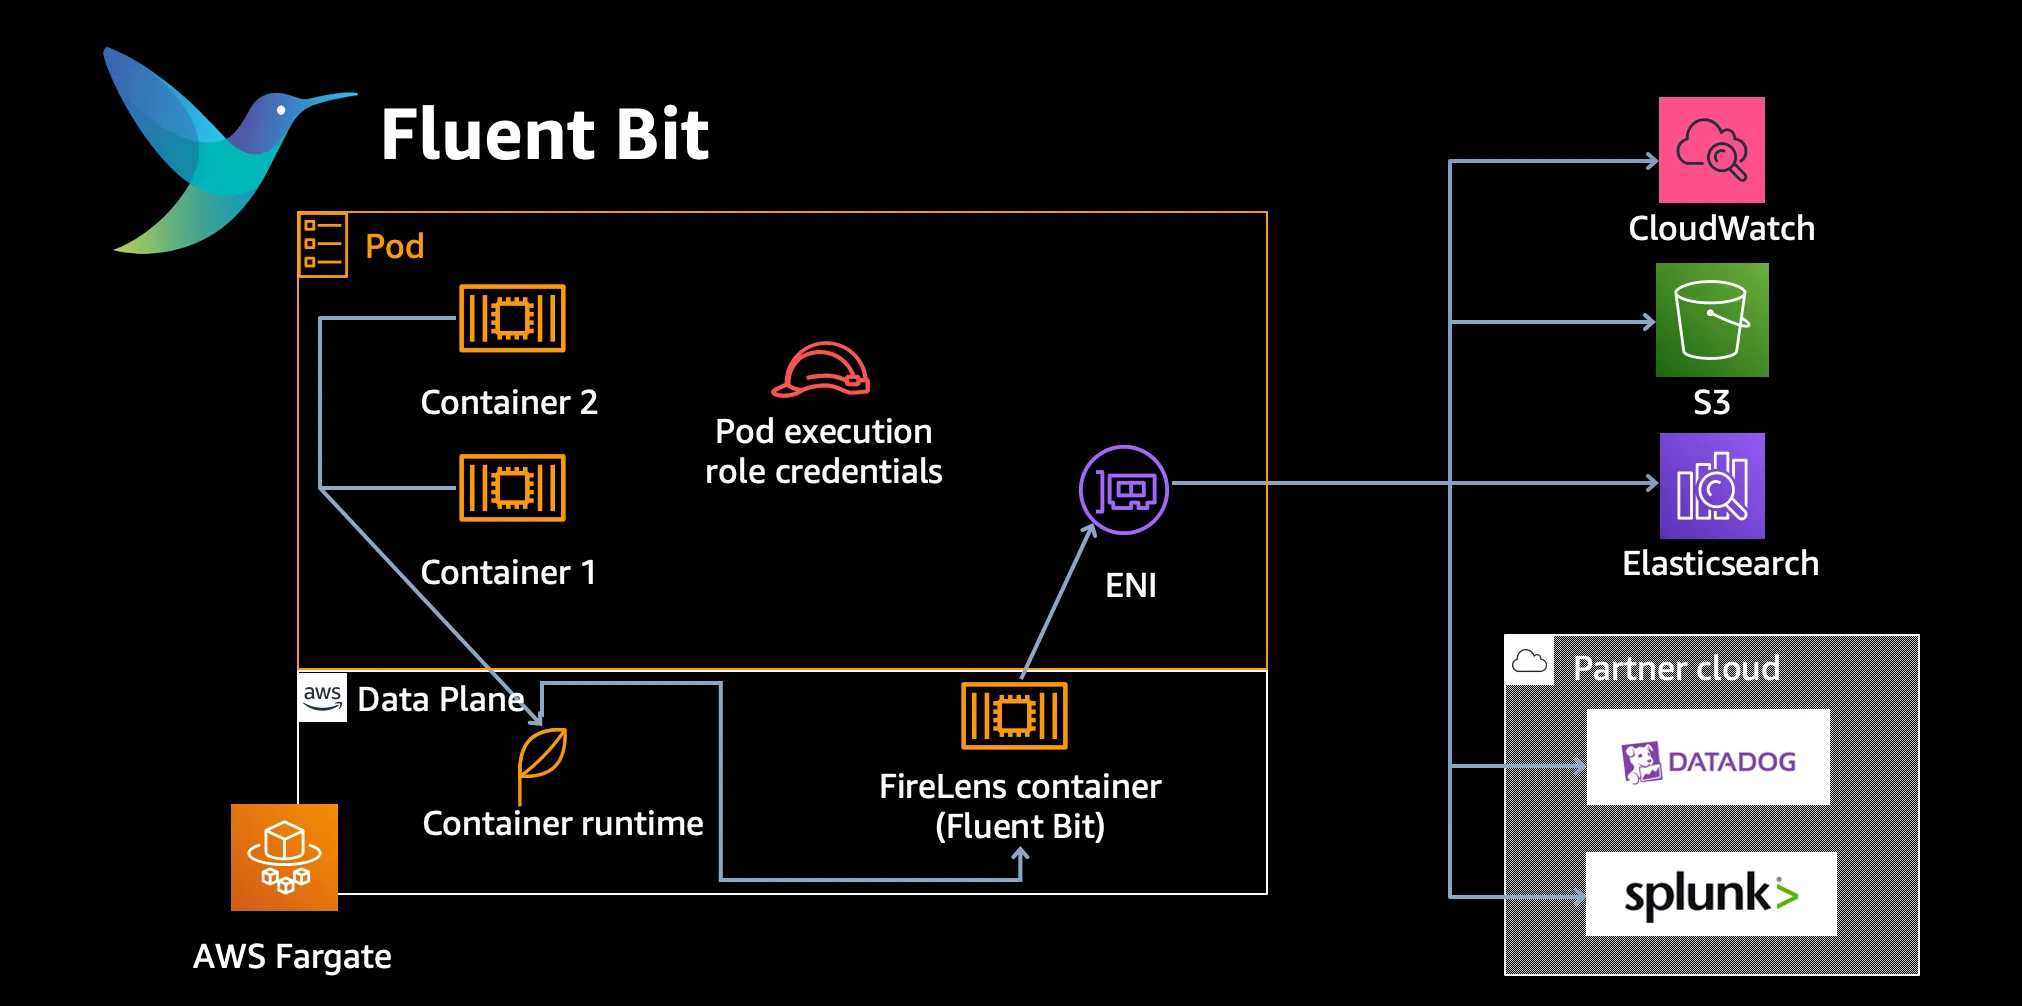 Fluent Bit
Pod
Container 2
Container 1
Pod execution
role credentials
ENI
aws
Data Plane
Container runtime
FireLens container
(Fluent Bit)
AWS Fargate
CloudWatch
S3
Elasticsearch
Partner cloud
DATADOG
splunk>